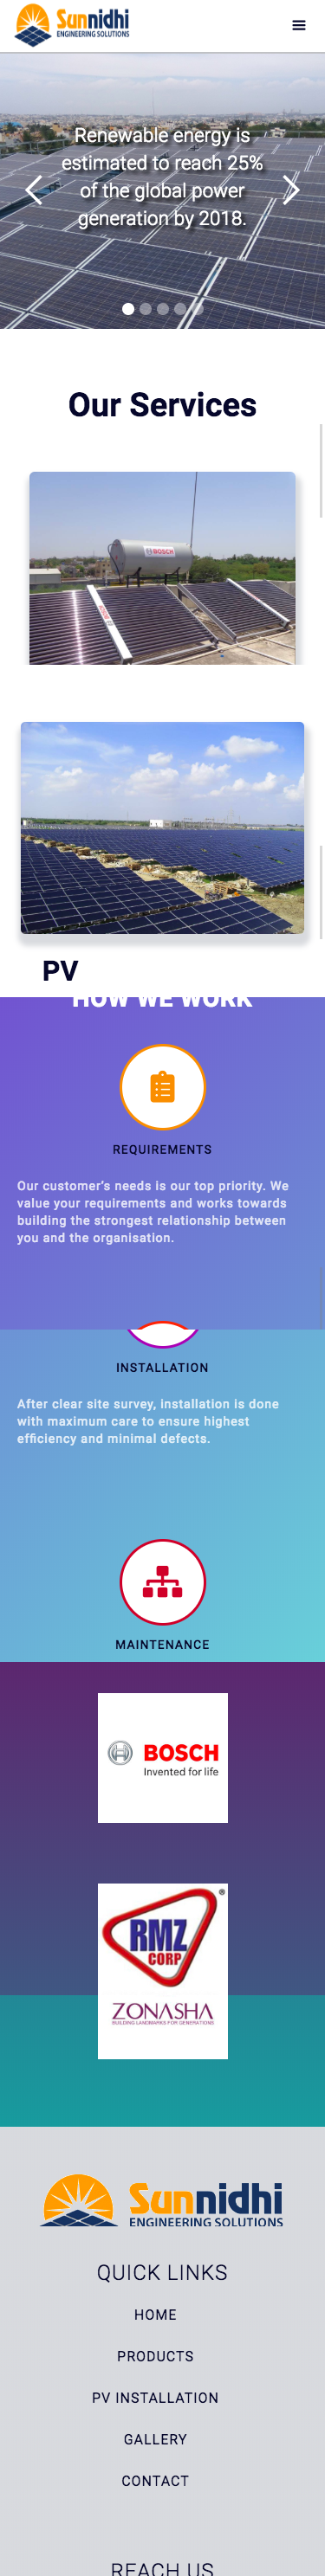 Sunnidhi
ENGINEERING SOLUTIONS
Renewable energy is
estimated to reach 25%
of the global power
generation by 2018.
Our Services
BOSCH
PV
HOW WE WORK
REQUIREMENTS
Our customer’s needs is our top priority. We
value your requirements and works towards
building the strongest relationship between
you and the organisation.
INSTALLATION
After clear site survey, installation is done
with maximum care to ensure highest
efficiency and minimal defects.
MAINTENANCE
BOSCH
Invented for life
RMZ
CORP
ZONASHA
BUILDING LANDMARKS FOR GENERATIONS
Sunnidhi
ENGINEERING SOLUTIONS
QUICK LINKS
HOME
PRODUCTS
PV INSTALLATION
GALLERY
CONTACT
REACH US